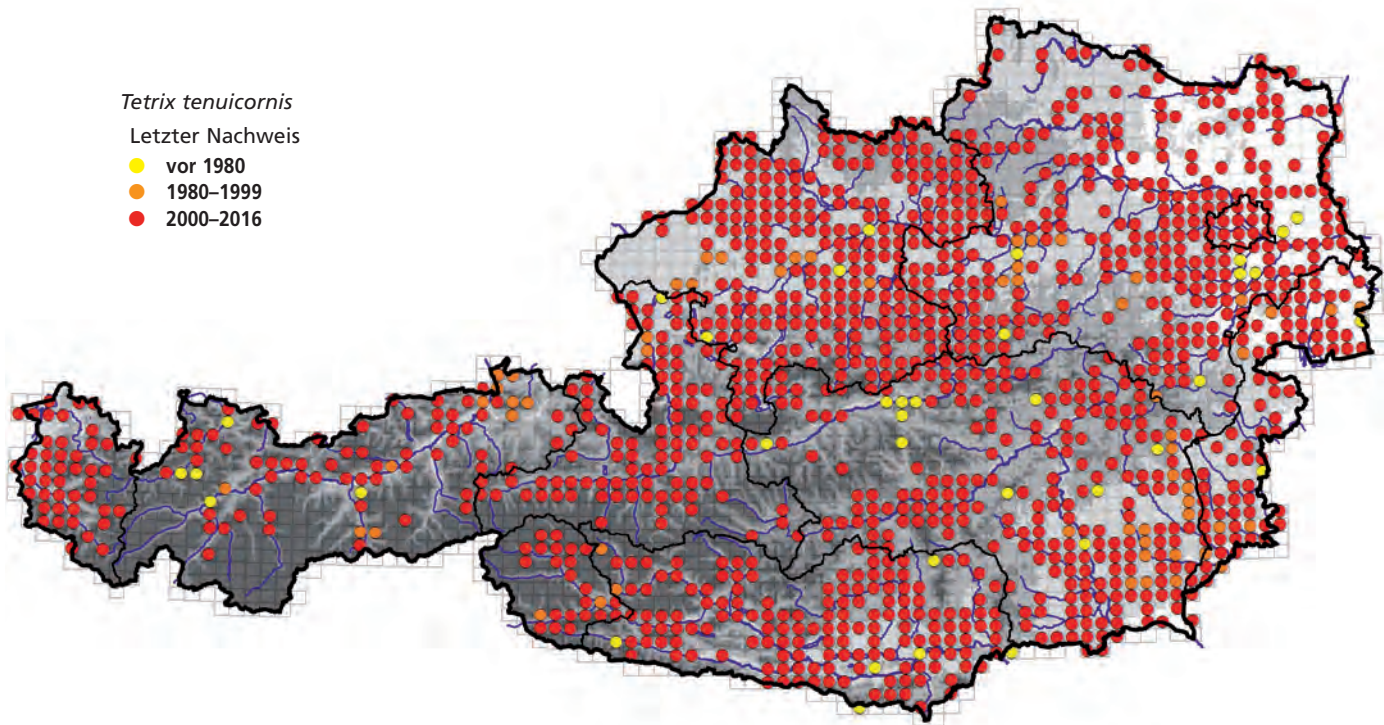 Tetrix tenuicornis
Letzter Nachweis
vor 1980
1980–1999
2000–2016